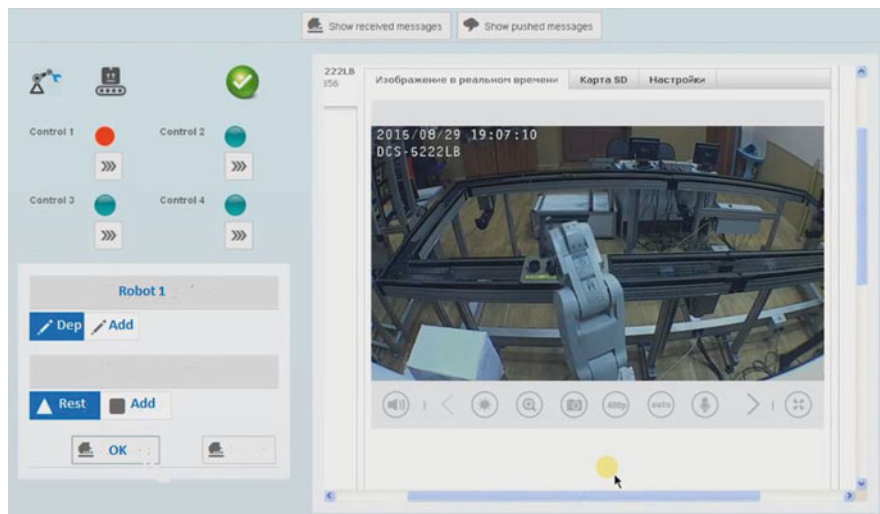 Show received messages
Show pushed messages
222LB
356
Изображение в реальном времени
Карта SD
Настройки
2015/08/29 19:07:10
DCS-5222LB
Control 1
Control 2
Control 3
Control 4
Robot 1
Dep
Add
Rest
Add
OK
480p
auto